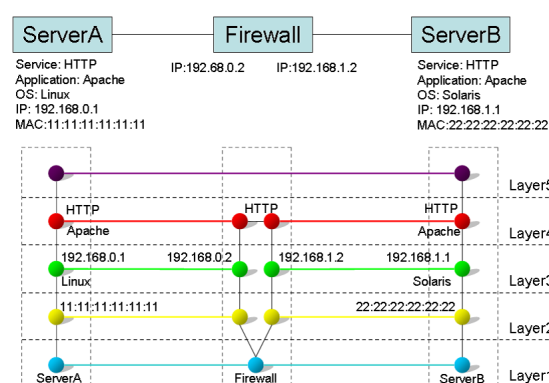 ServerA Firewall ServerB
Service: HTTP
Application: Apache
OS: Linux
IP: 192.168.0.1
MAC:11:11:11:11:11:11
IP:192.68.0.2 IP:192.168.1.2
Service: HTTP
Application: Apache
OS: Solaris
IP: 192.168.1.1
MAC:22:22:22:22:22:22
Layer5
HTTP HTTP HTTP
Apache Apache
Layer4
192.168.0.1 192.168.0.2 192.168.1.2 192.168.1.1
Linux Solaris
Layer3
11:11:11:11:11:11 22:22:22:22:22:22
Layer2
ServerA Firewall ServerB
Layer1